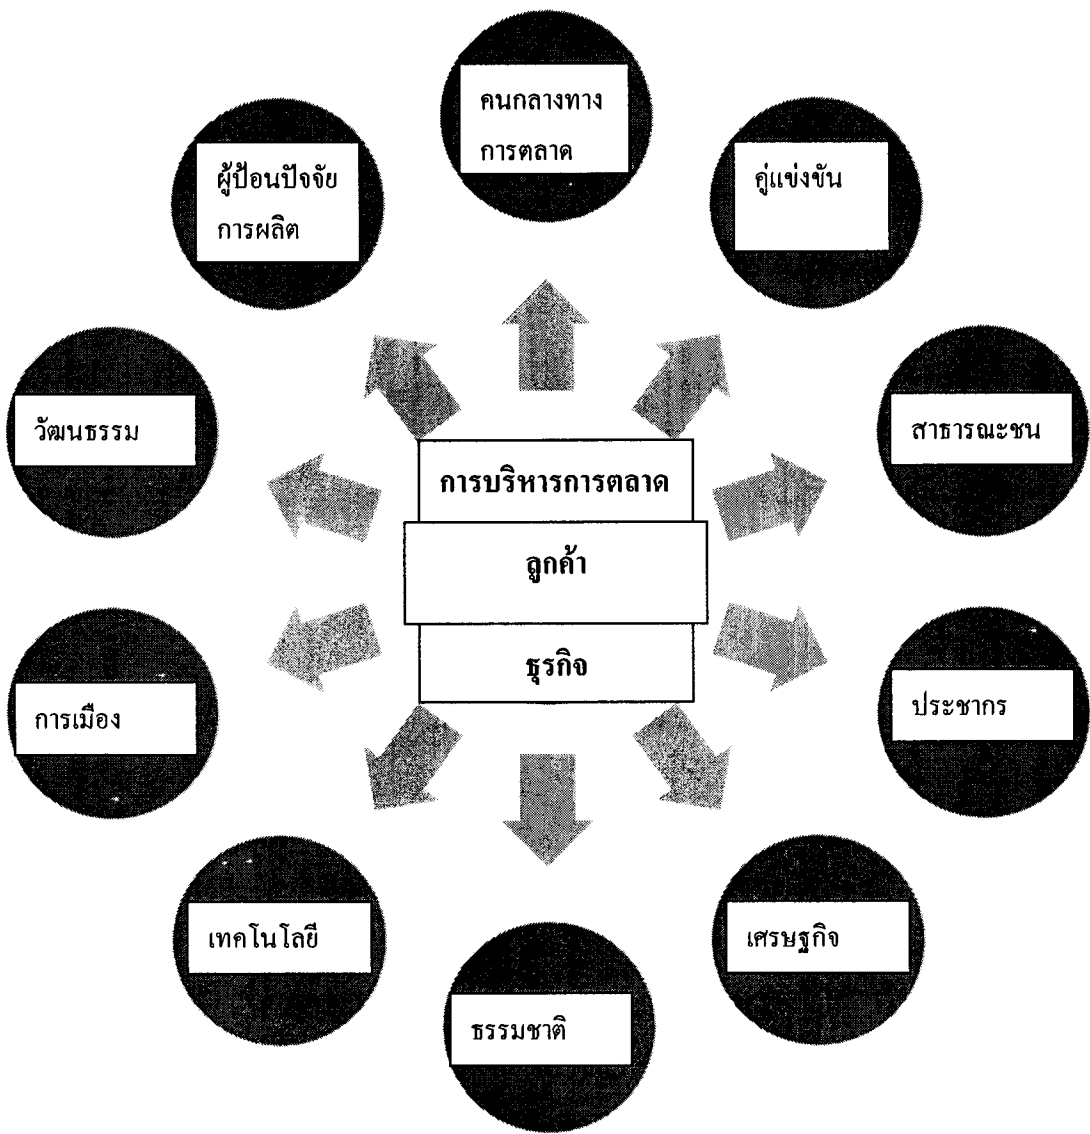 คนกลางทาง
การตลาด
คู่แข่งขัน
สาธารณะชน
ประชากร
เศรษฐกิจ
ธรรมชาติ
เทคโนโลยี
การเมือง
วัฒนธรรม
ผู้ป้อนปัจจัย
การผลิต
การบริหารการตลาด
ลูกค้า
ธุรกิจ